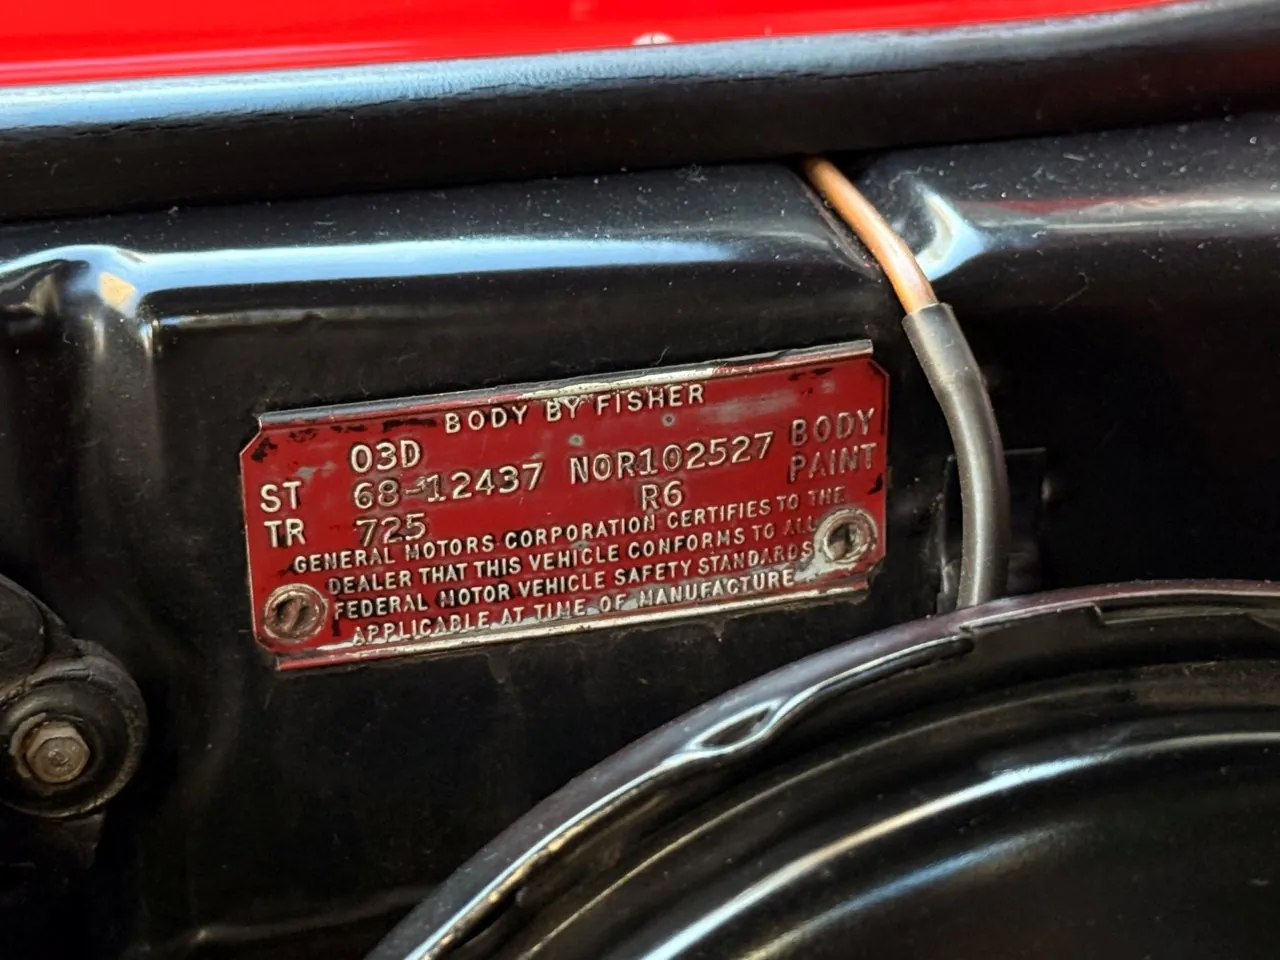 BODY BY FISHER
03D
ST 68-12437 NOR102527 BODY
TR 725 R6 PAINT
GENERAL MOTORS CORPORATION CERTIFIES TO THE
DEALER THAT THIS VEHICLE CONFORMS TO ALL
FEDERAL MOTOR VEHICLE SAFETY STANDARDS
APPLICABLE AT TIME OF MANUFACTURE